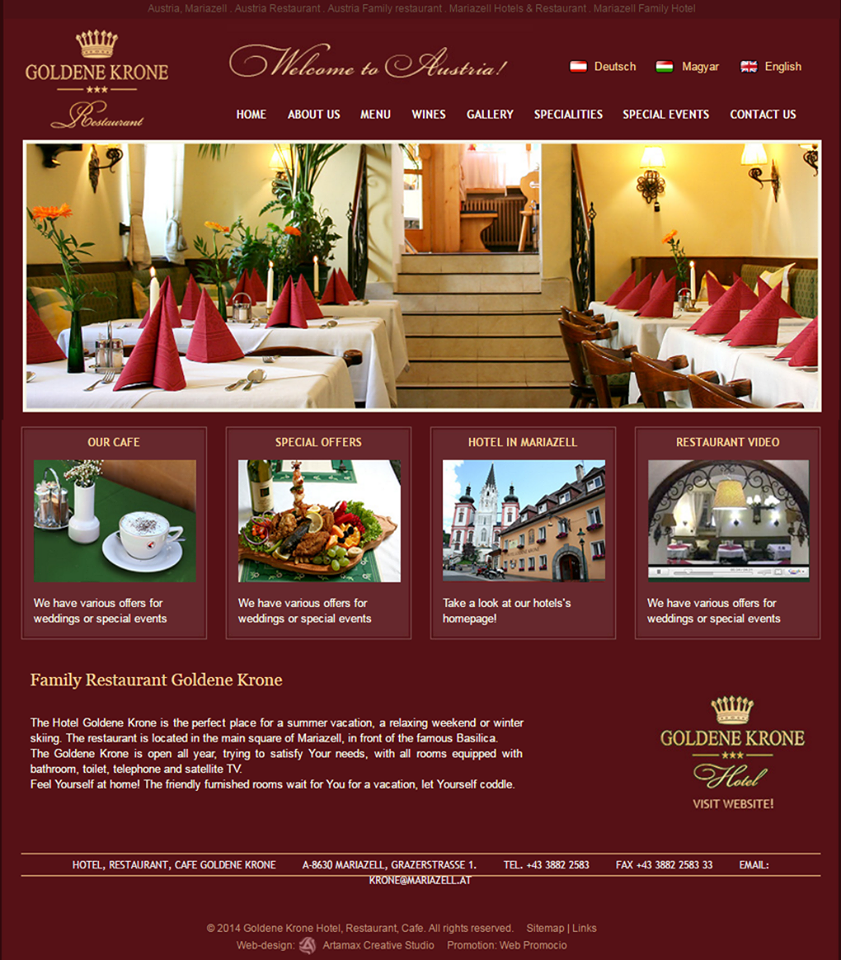 Austria, Mariazell . Austria Restaurant . Austria Family restaurant . Mariazell Hotels & Restaurant . Mariazell Family Hotel
GOLDENE KRONE
Restaurant
Welcome to Austria!
Deutsch Magyar English
HOME ABOUT US MENU WINES GALLERY SPECIALITIES SPECIAL EVENTS CONTACT US
OUR CAFE
We have various offers for
weddings or special events
SPECIAL OFFERS
We have various offers for
weddings or special events
HOTEL IN MARIAZELL
Take a look at our hotels's
homepage!
RESTAURANT VIDEO
We have various offers for
weddings or special events
Family Restaurant Goldene Krone
The Hotel Goldene Krone is the perfect place for a summer vacation, a relaxing weekend or winter
skiing. The restaurant is located in the main square of Mariazell, in front of the famous Basilica.
The Goldene Krone is open all year, trying to satisfy Your needs, with all rooms equipped with
bathroom, toilet, telephone and satellite TV.
Feel Yourself at home! The friendly furnished rooms wait for You for a vacation, let Yourself coddle.
GOLDENE KRONE
Hotel
VISIT WEBSITE!
HOTEL, RESTAURANT, CAFE GOLDENE KRONE A-8630 MARIAZELL, GRAZERSTRASSE 1. TEL. +43 3882 2583 FAX +43 3882 2583 33 EMAIL:
KRONE@MARIAZELL.AT
© 2014 Goldene Krone Hotel, Restaurant, Cafe. All rights reserved. Sitemap | Links
Web-design: Artamax Creative Studio Promotion: Web Promocio